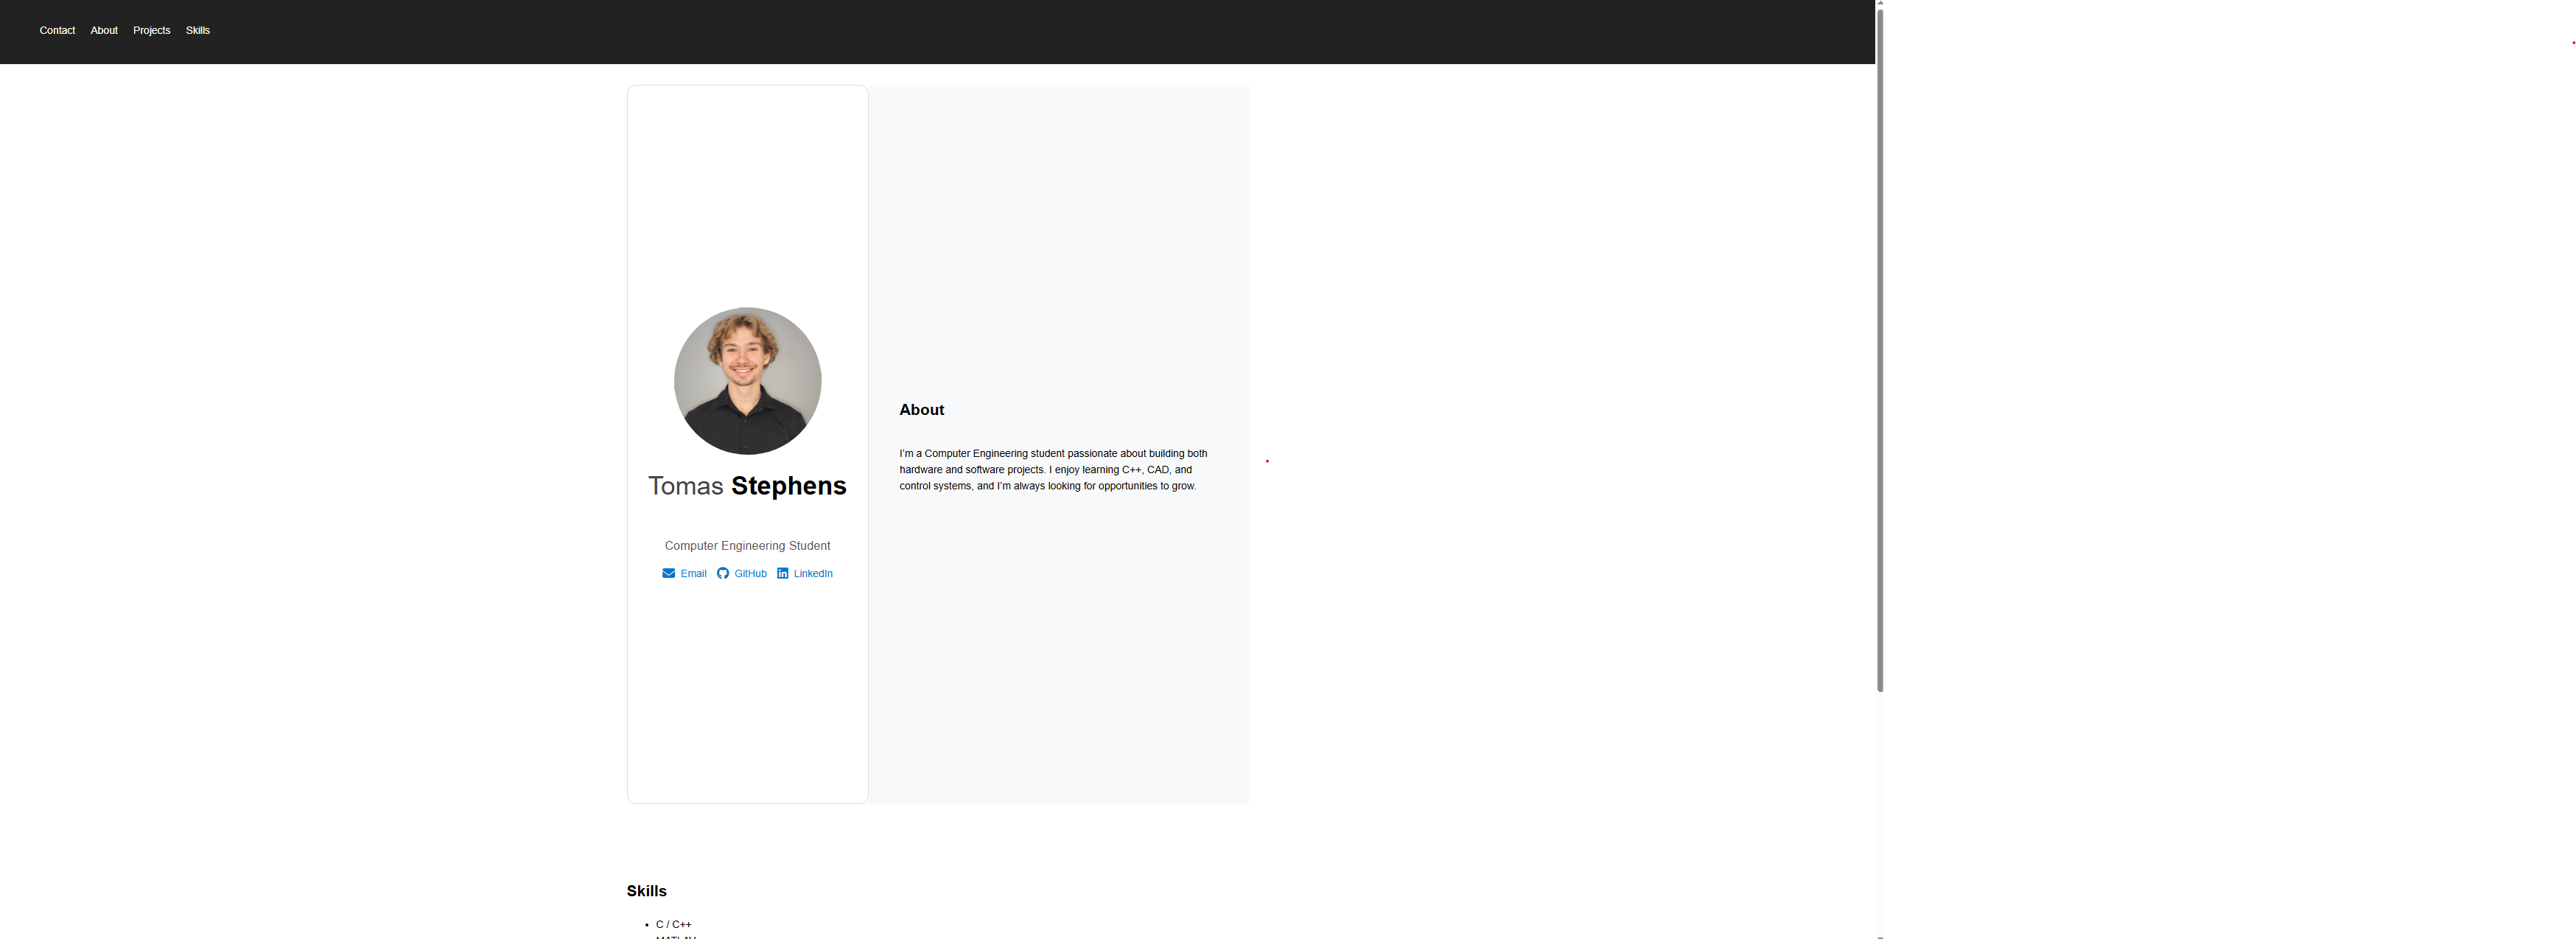 Contact About Projects Skills
Tomas Stephens
Computer Engineering Student
Email GitHub LinkedIn
About
I'm a Computer Engineering student passionate about building both
hardware and software projects. I enjoy learning C++, CAD, and
control systems, and I'm always looking for opportunities to grow.
Skills
C / C++